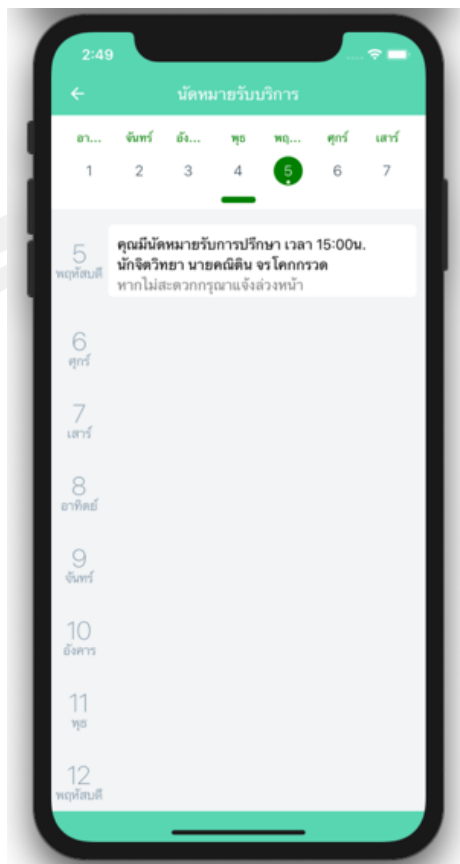 2:49
นัดหมายรับบริการ
อา... จันทร์ อัง... พุธ พฤ... ศุกร์ เสาร์
1 2 3 4 5 6 7
5
พฤหัสบดี
คุณมีนัดหมายรับการปรึกษา เวลา 15:00น.
นักจิตวิทยา นายคณิติน จรโคกกรวด
หากไม่สะดวกกรุณาแจ้งล่วงหน้า
6
ศุกร์
7
เสาร์
8
อาทิตย์
9
จันทร์
10
อังคาร
11
พุธ
12
พฤหัสบดี